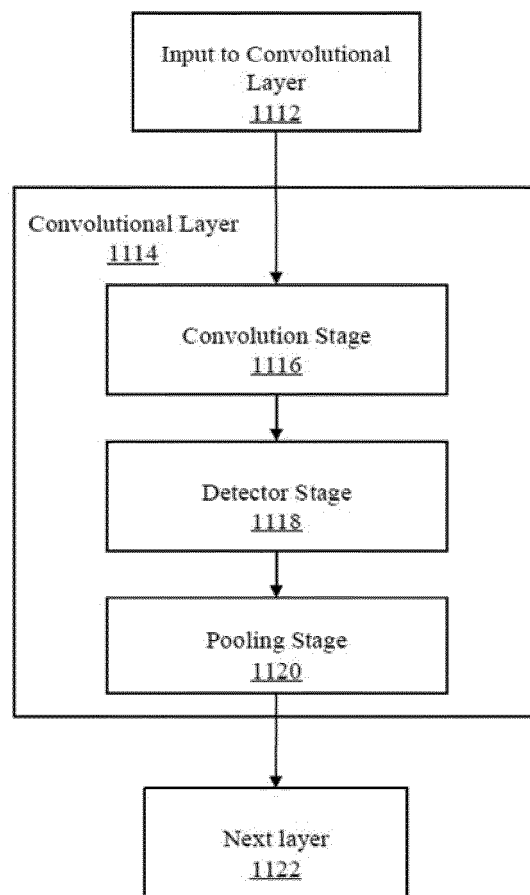 Input to Convolutional
Layer
1112
Convolutional Layer
1114
Convolution Stage
1116
Detector Stage
1118
Pooling Stage
1120
Next layer
1122